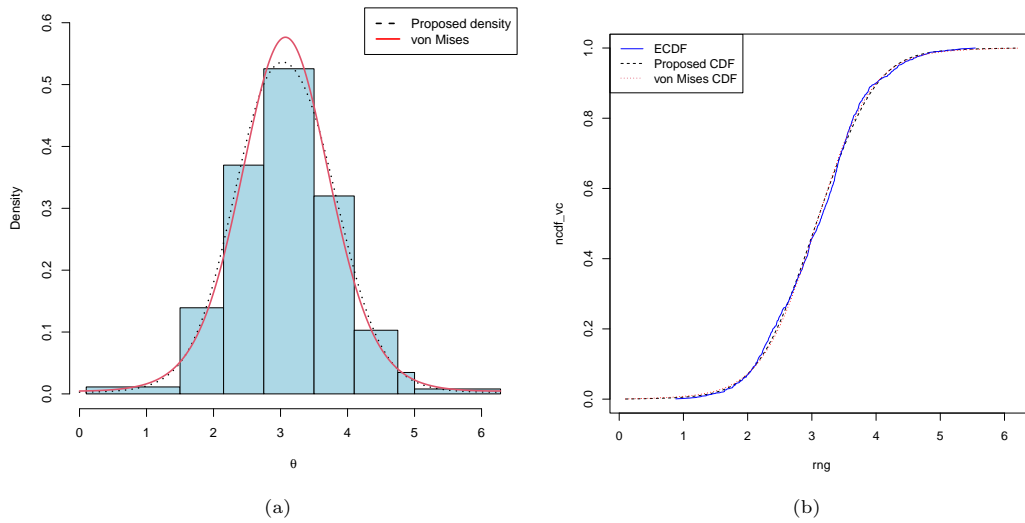 Proposed density
von Mises
Density
0.0 0.1 0.2 0.3 0.4 0.5 0.6
0 1 2 3 4 5 6
θ
(a)
ECDF
Proposed CDF
von Mises CDF
ncdf_vc
0.0 0.2 0.4 0.6 0.8 1.0
0 1 2 3 4 5 6
rng
(b)